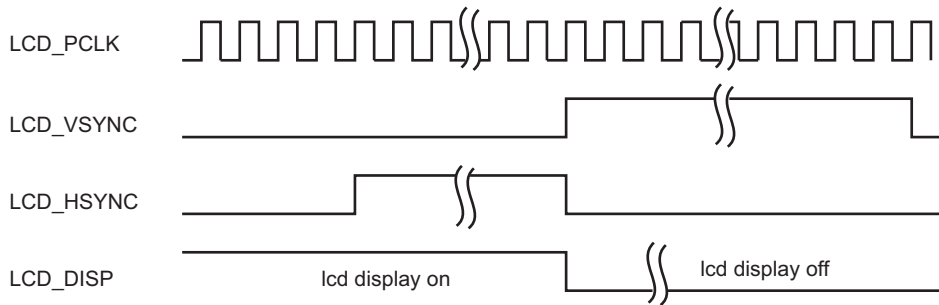 LCD_PCLK
LCD_VSYNC
LCD_HSYNC
LCD_DISP
lcd display on
lcd display off